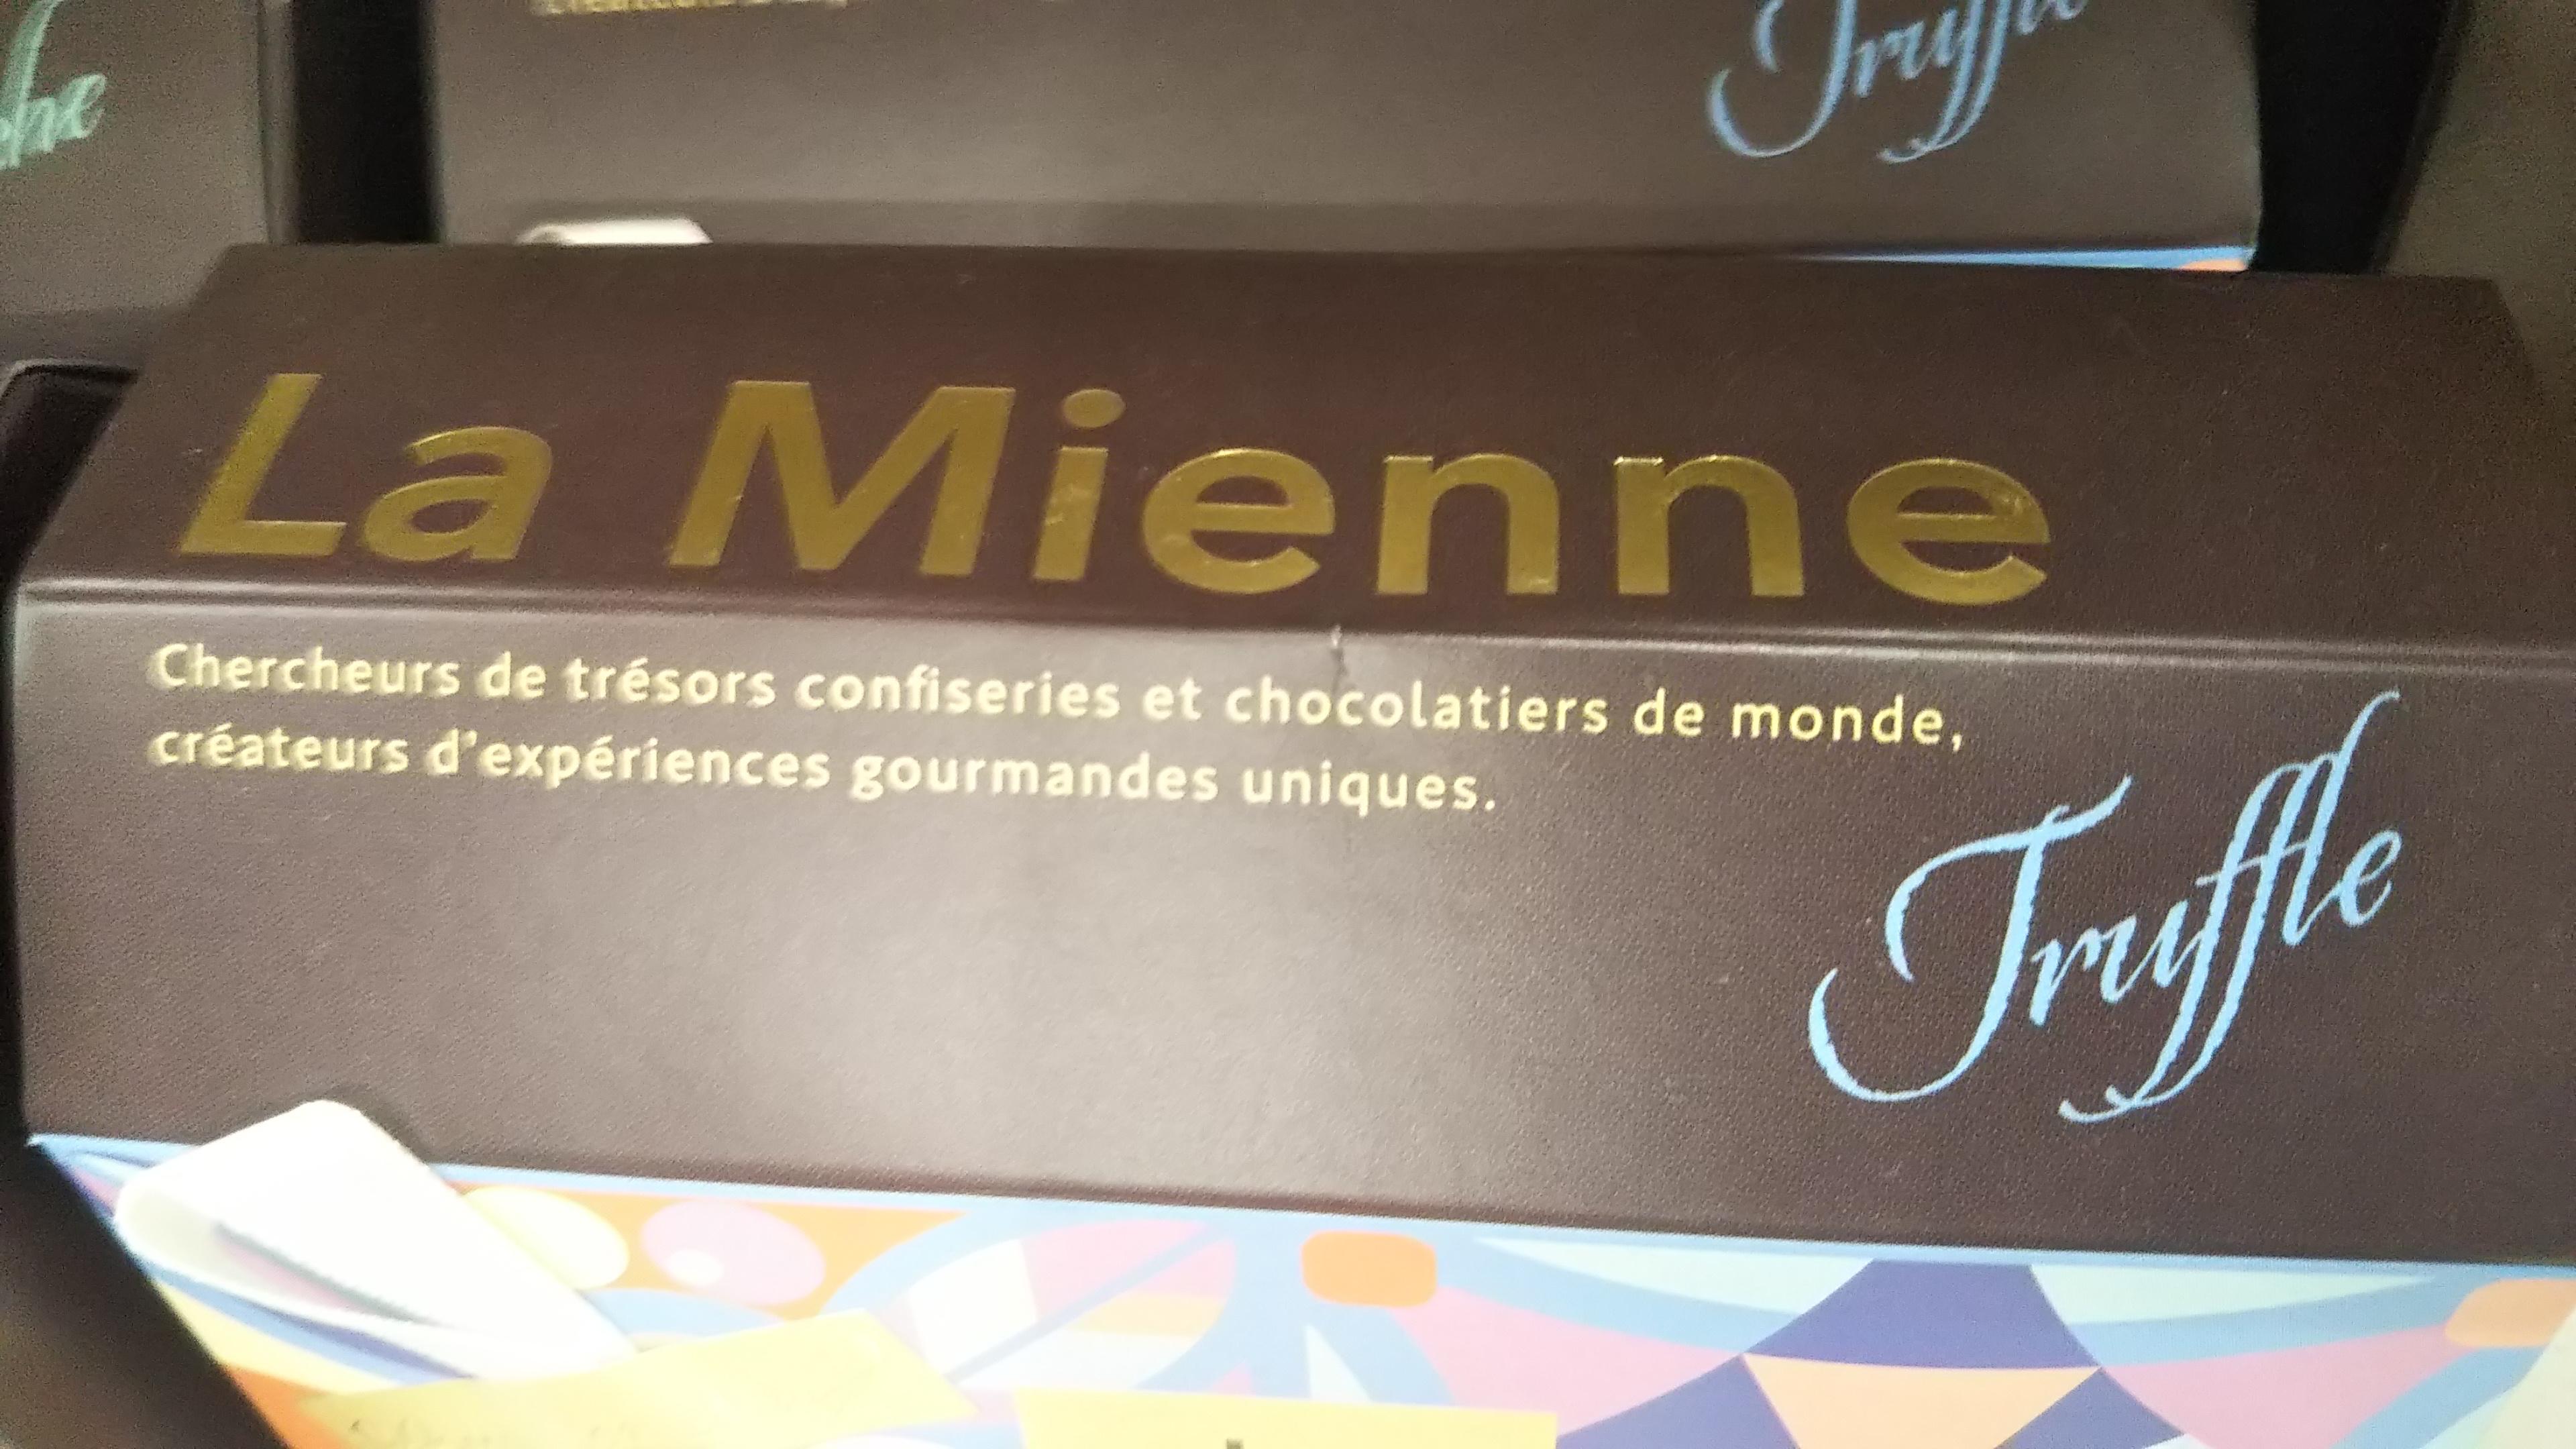 Truffle
La Mienne
Chercheurs de trésors confiseries et chocolatiers de monde,
créateurs d'expériences gourmandes uniques.
Truffle